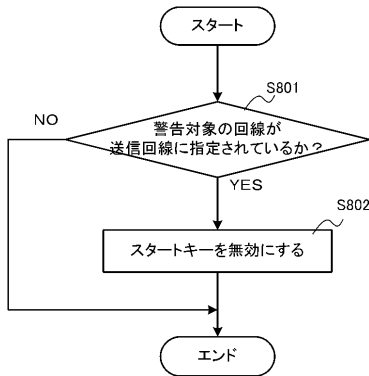 スタート
S801
NO
警告対象の回線が
送信回線に指定されているか？
YES
S802
スタートキーを無効にする
エンド